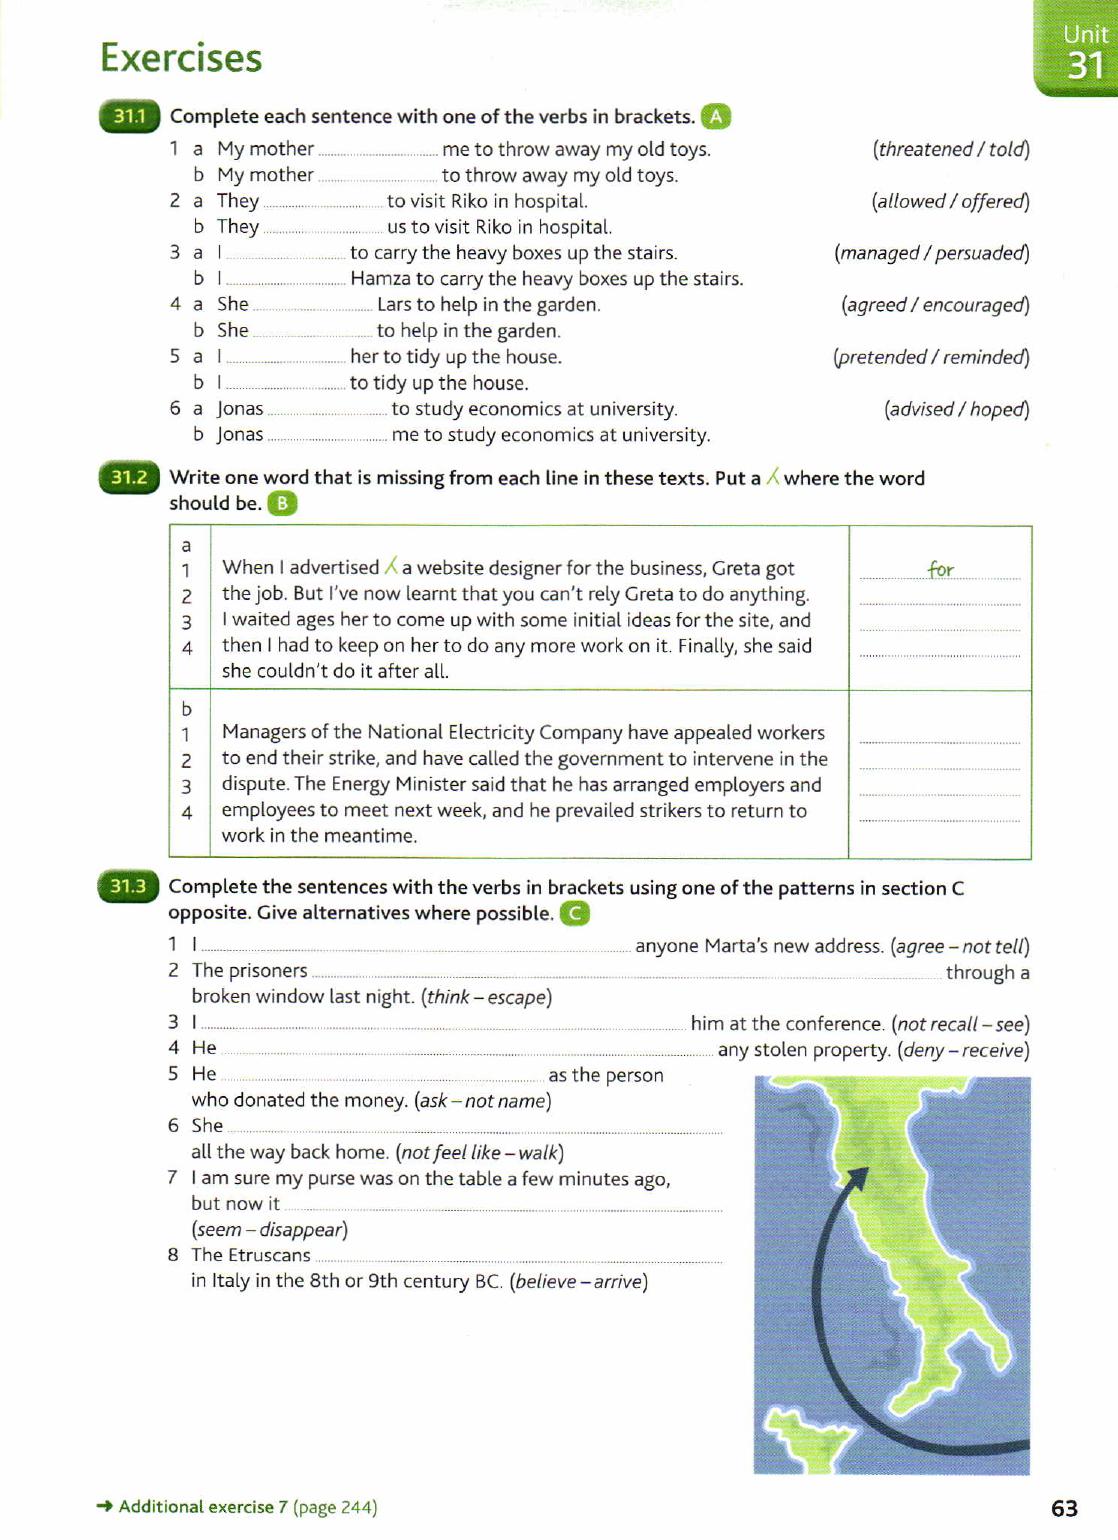 Exercises
Unit
31
31.1 Complete each sentence with one of the verbs in brackets. A
1 a My mother ........ me to throw away my old toys. (threatened / told)
b My mother ........ to throw away my old toys.
2 a They ........ to visit Riko in hospital. (allowed / offered)
b They ........ us to visit Riko in hospital.
3 a I ........ to carry the heavy boxes up the stairs. (managed / persuaded)
b I ........ Hamza to carry the heavy boxes up the stairs.
4 a She ........ Lars to help in the garden. (agreed / encouraged)
b She ........ to help in the garden.
5 a I ........ her to tidy up the house. (pretended / reminded)
b I ........ to tidy up the house.
6 a Jonas ........ to study economics at university. (advised / hoped)
b Jonas ........ me to study economics at university.
31.2 Write one word that is missing from each line in these texts. Put a ⁁ where the word
should be. B
a
1 When I advertised ⁁ a website designer for the business, Greta got for
2 the job. But I've now learnt that you can't rely Greta to do anything.
3 I waited ages her to come up with some initial ideas for the site, and
4 then I had to keep on her to do any more work on it. Finally, she said
she couldn't do it after all.
b
1 Managers of the National Electricity Company have appealed workers
2 to end their strike, and have called the government to intervene in the
3 dispute. The Energy Minister said that he has arranged employers and
4 employees to meet next week, and he prevailed strikers to return to
work in the meantime.
31.3 Complete the sentences with the verbs in brackets using one of the patterns in section C
opposite. Give alternatives where possible. C
1 I ........ anyone Marta's new address. (agree – not tell)
2 The prisoners ........ through a
broken window last night. (think – escape)
3 I ........ him at the conference. (not recall – see)
4 He ........ any stolen property. (deny – receive)
5 He ........ as the person
who donated the money. (ask – not name)
6 She ........
all the way back home. (not feel like – walk)
7 I am sure my purse was on the table a few minutes ago,
but now it ........
(seem – disappear)
8 The Etruscans ........
in Italy in the 8th or 9th century BC. (believe – arrive)
➜ Additional exercise 7 (page 244)
63